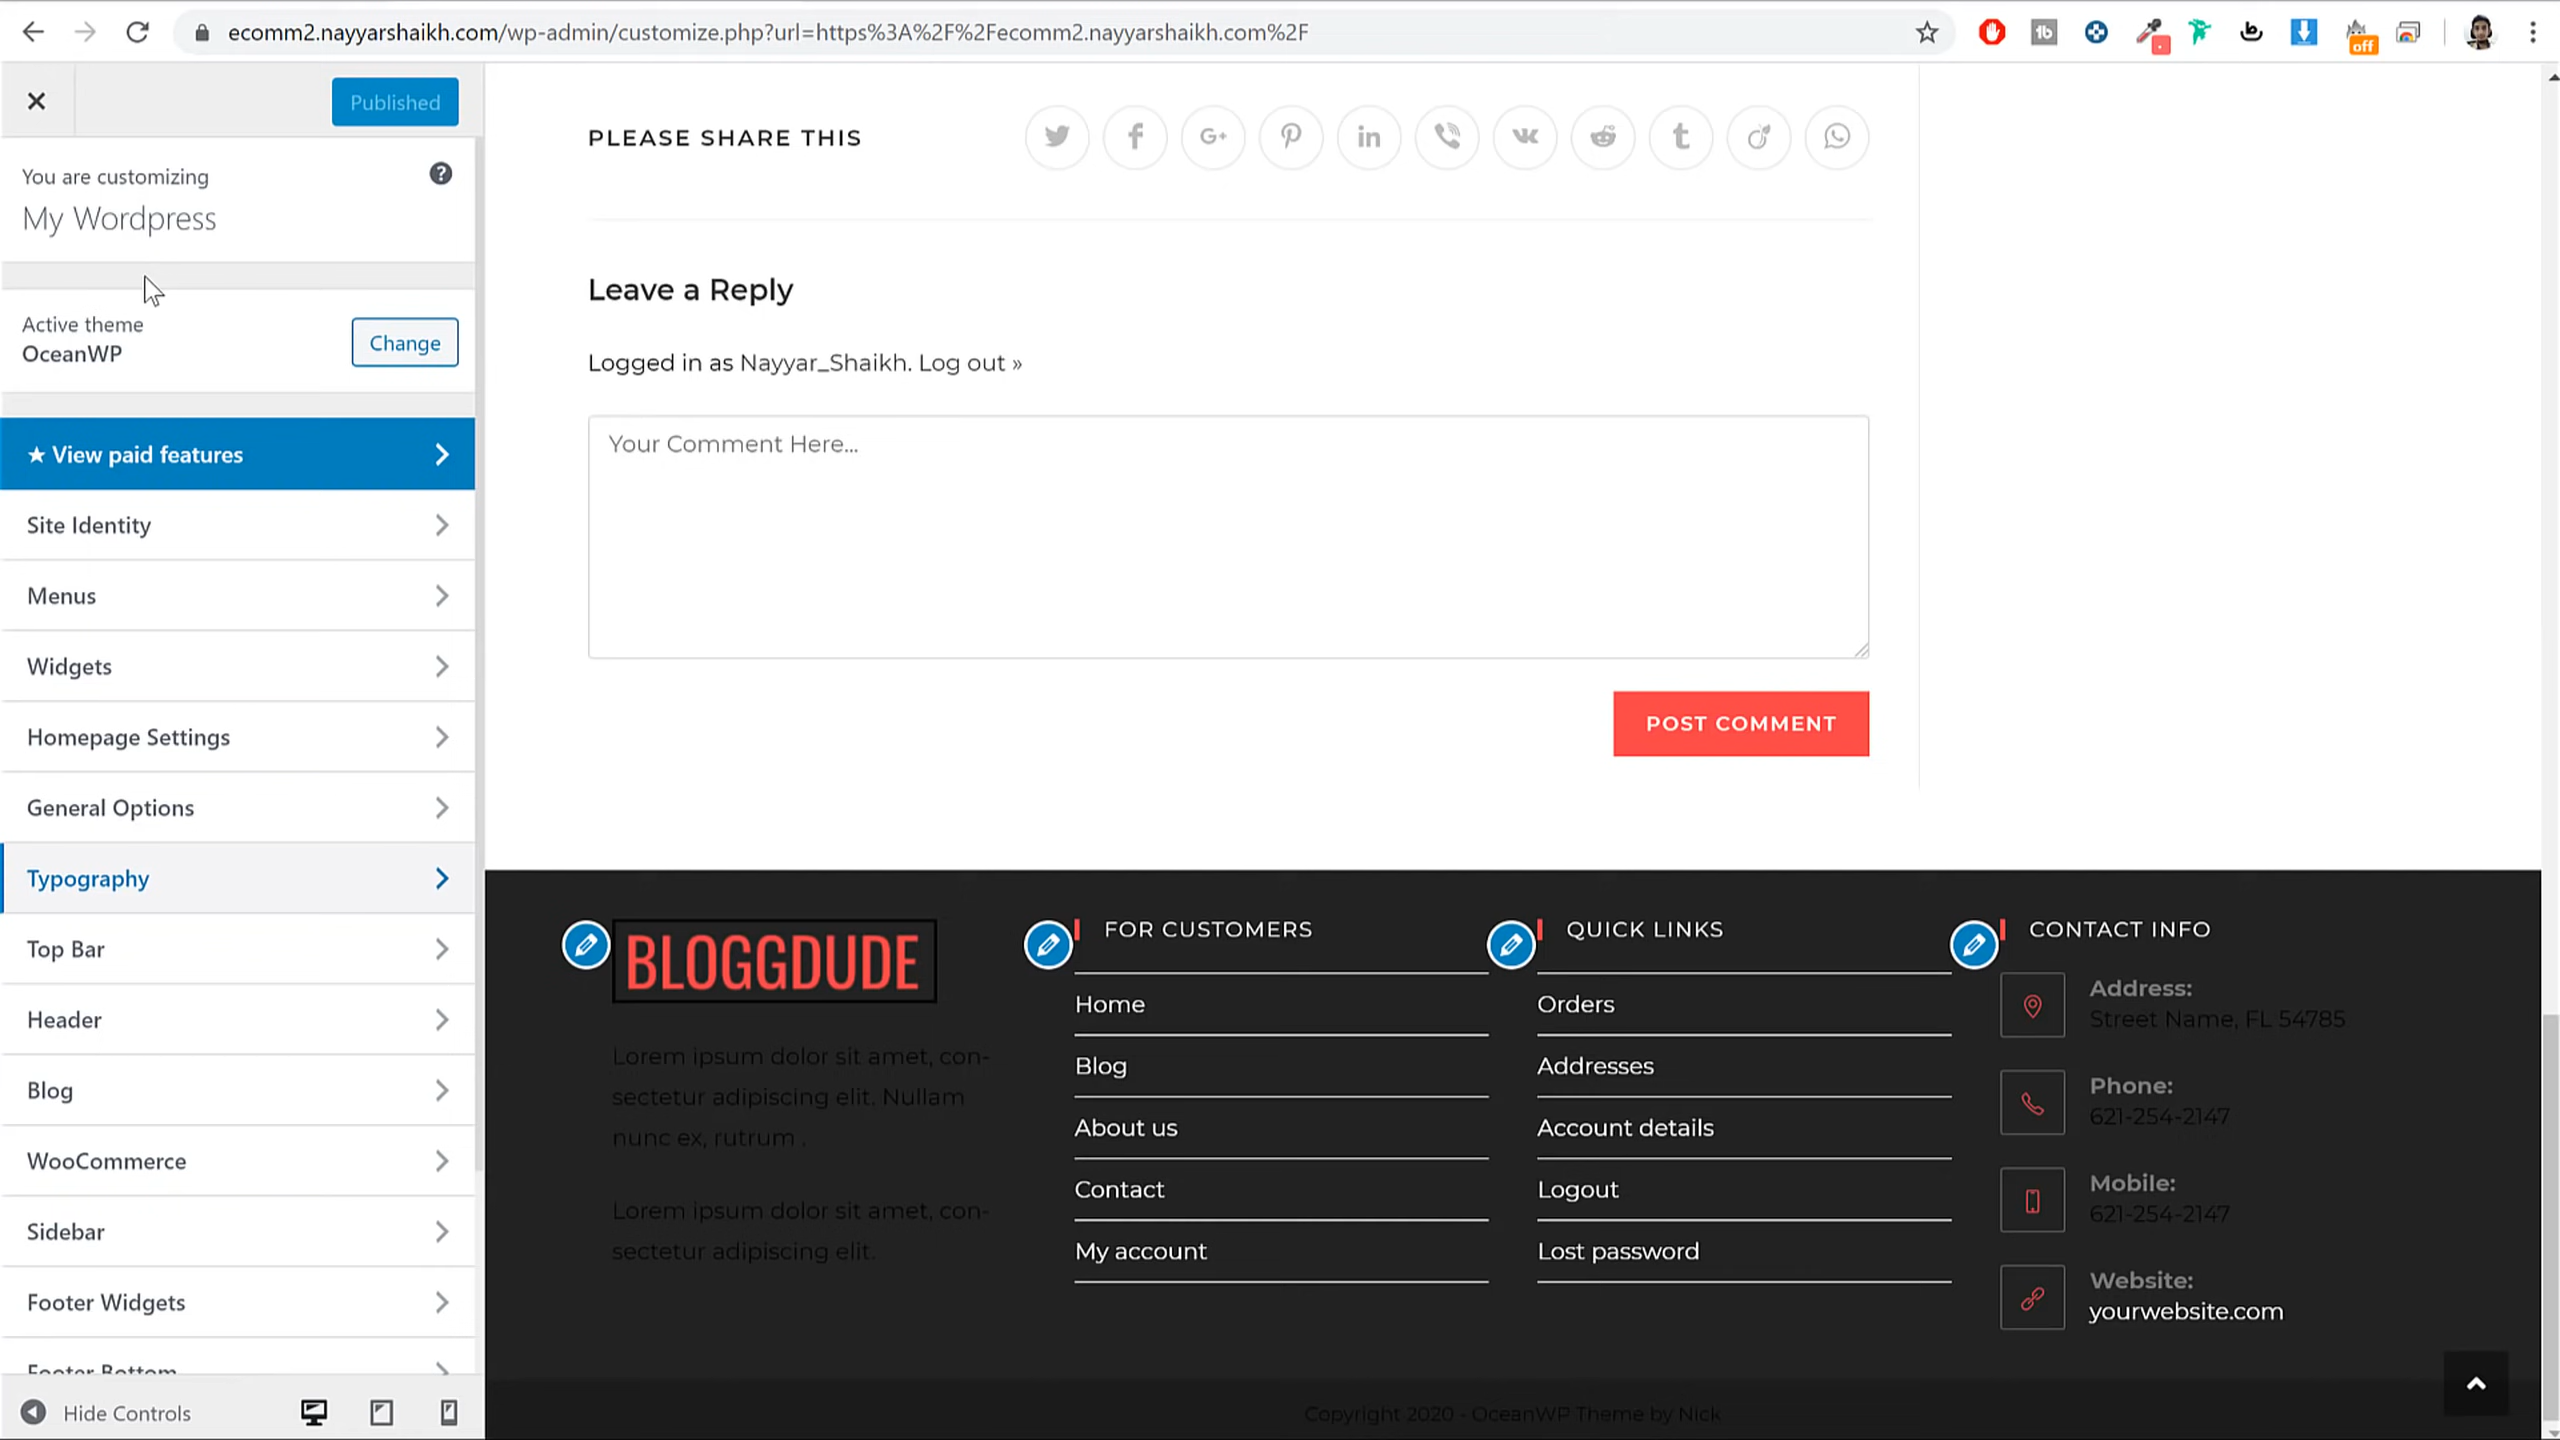 ecomm2.nayyarshaikh.com/wp-admin/customize.php?url=https%3A%2F%2Fecomm2.nayyarshaikh.com%2F
off
Published
You are customizing
My Wordpress
Active theme
OceanWP
Change
★ View paid features
Site Identity
Menus
Widgets
Homepage Settings
General Options
Typography
Top Bar
Header
Blog
WooCommerce
Sidebar
Footer Widgets
Footer Bottom
Hide Controls
PLEASE SHARE THIS
Leave a Reply
Logged in as Nayyar_Shaikh. Log out »
Your Comment Here...
POST COMMENT
BLOGGDUDE
Lorem ipsum dolor sit amet, con-
sectetur adipiscing elit. Nullam
nunc ex, rutrum .
Lorem ipsum dolor sit amet, con-
sectetur adipiscing elit.
FOR CUSTOMERS
Home
Blog
About us
Contact
My account
QUICK LINKS
Orders
Addresses
Account details
Logout
Lost password
CONTACT INFO
Address:
Street Name, FL 54785
Phone:
621-254-2147
Mobile:
621-254-2147
Website:
yourwebsite.com
Copyright 2020 - OceanWP Theme by Nick